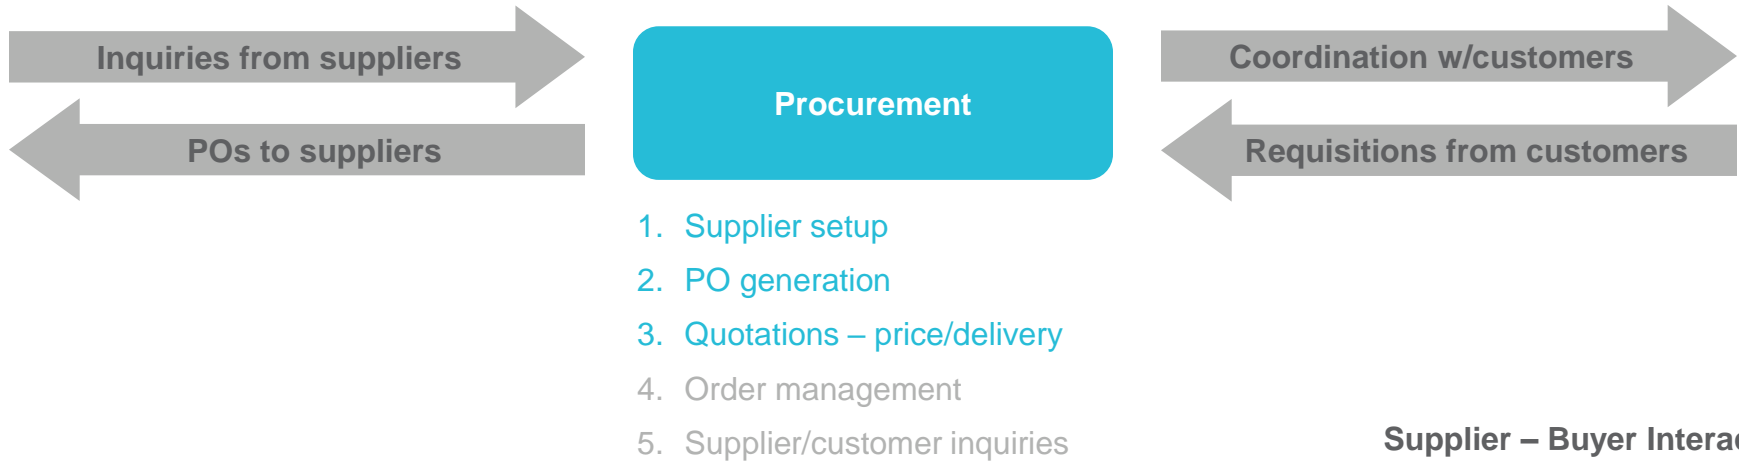 Inquiries from suppliers
POs to suppliers
Procurement
Coordination w/customers
Requisitions from customers
1. Supplier setup
2. PO generation
3. Quotations – price/delivery
4. Order management
5. Supplier/customer inquiries
Supplier – Buyer